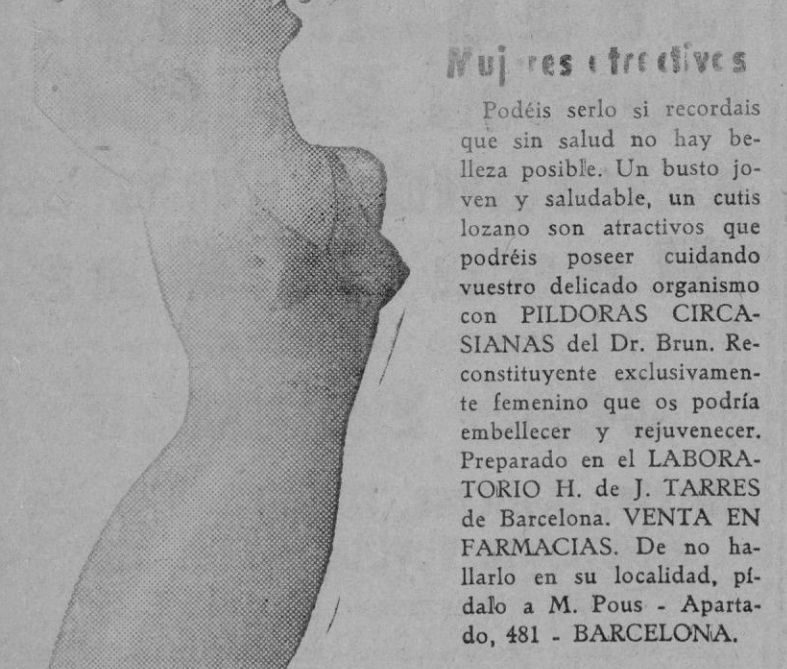 Mujeres atractivas
Podéis serlo si recordais
que sin salud no hay be-
lleza posible. Un busto jo-
ven y saludable, un cutis
lozano son atractivos que
podréis poseer cuidando
vuestro delicado organismo
con PILDORAS CIRCA-
SIANAS del Dr. Brun. Re-
constituyente exclusivamen-
te femenino que os podría
embellecer y rejuvenecer.
Preparado en el LABORA-
TORIO H. de J. TARRES
de Barcelona. VENTA EN
FARMACIAS. De no ha-
llarlo en su localidad, pí-
dalo a M. Pous - Aparta-
do, 481 - BARCELONA.